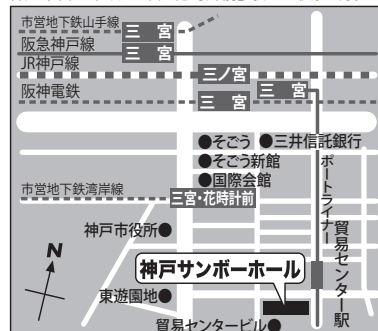 市営地下鉄山手線
三 宮
阪急神戸線
三 宮
JR神戸線
三ノ宮
阪神電鉄
三 宮
三 宮
●そごう
●三井信託銀行
●そごう新館
●国際会館
ポートライナー
市営地下鉄湾岸線
三宮・花時計前
貿易センター駅
神戸市役所●
N
神戸サンボーホール
東遊園地●
貿易センタービル●